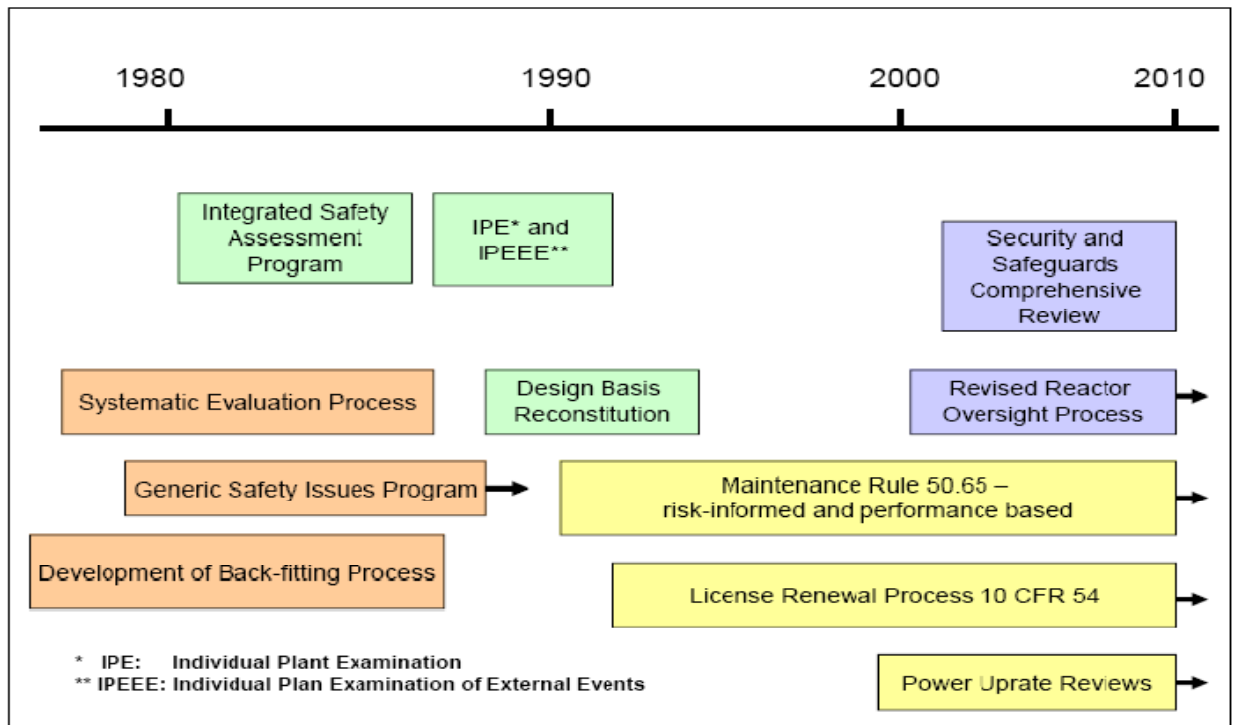 1980 1990 2000 2010
Integrated Safety
Assessment
Program
IPE* and
IPEEE**
Security and
Safeguards
Comprehensive
Review
Systematic Evaluation Process
Design Basis
Reconstitution
Revised Reactor
Oversight Process
Generic Safety Issues Program
Maintenance Rule 50.65 –
risk-informed and performance based
Development of Back-fitting Process
License Renewal Process 10 CFR 54
Power Uprate Reviews
* IPE: Individual Plant Examination
** IPEEE: Individual Plan Examination of External Events